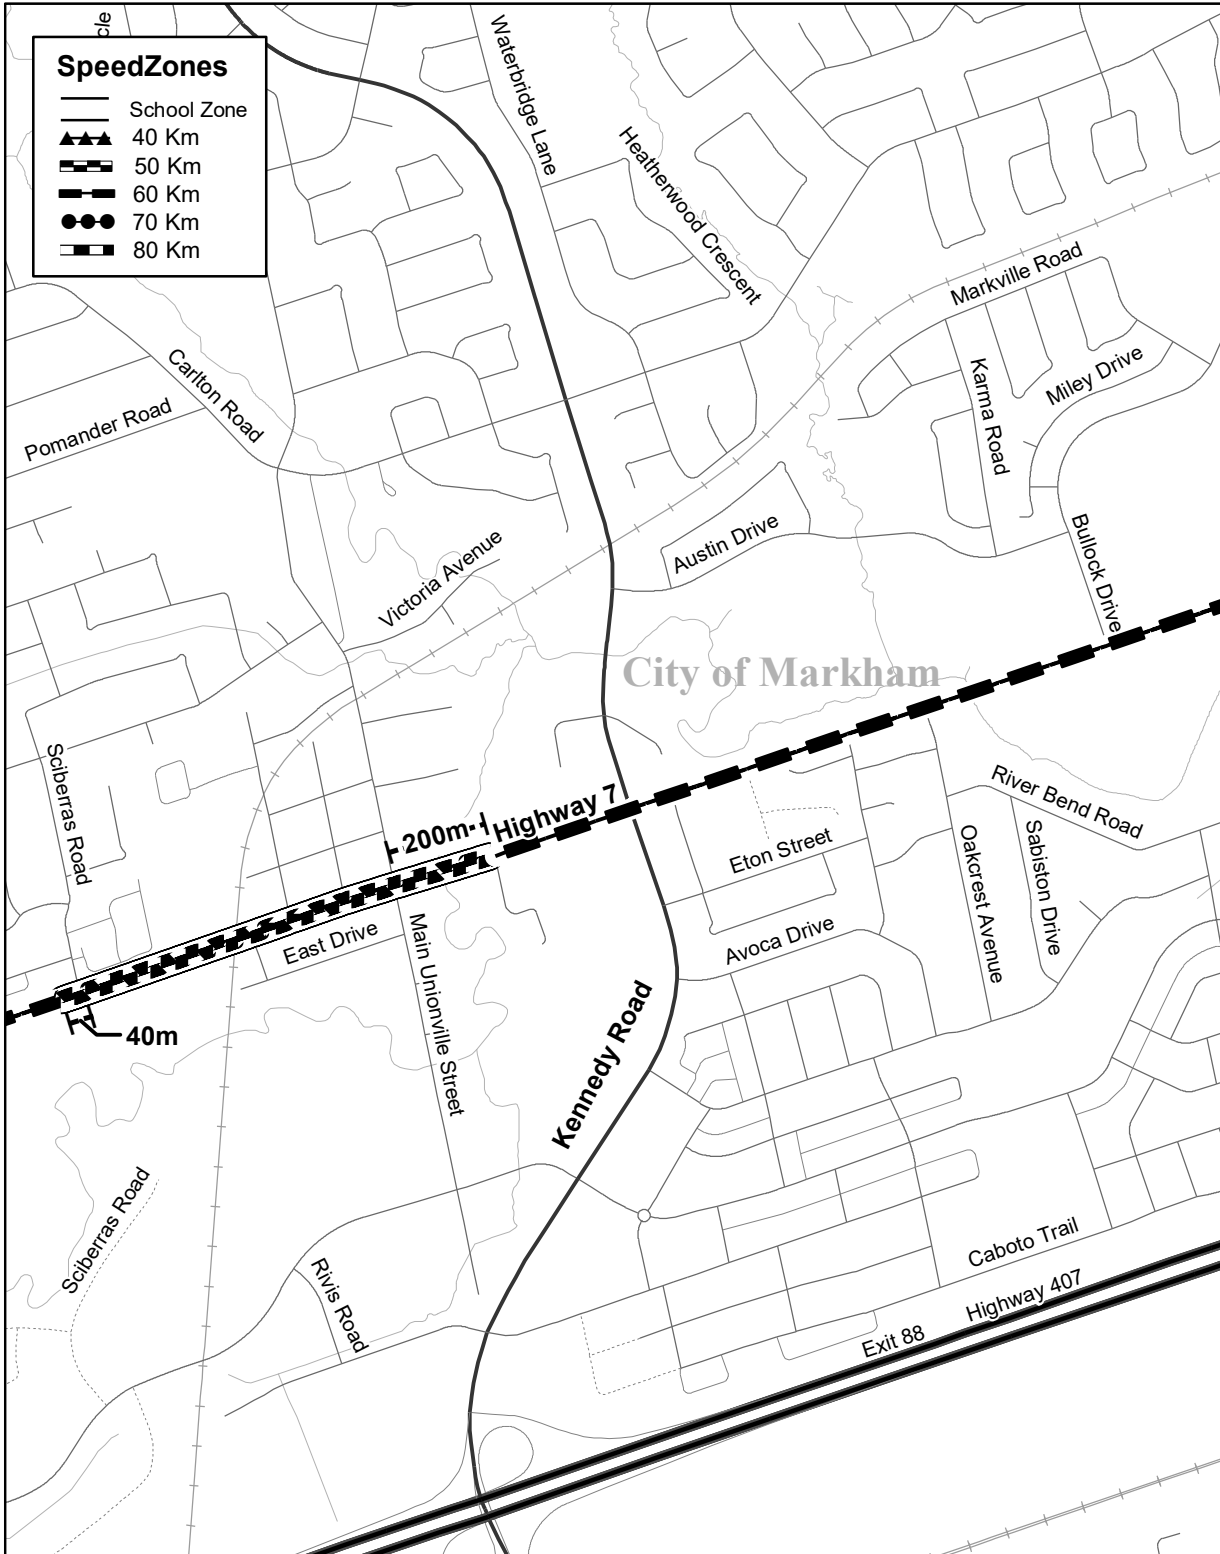 cle
SpeedZones
School Zone
40 Km
50 Km
60 Km
70 Km
80 Km
Waterbridge Lane
Heatherwood Crescent
Markville Road
Carlton Road
Pomander Road
Karma Road
Miley Drive
Victoria Avenue
Austin Drive
Bullock Drive
City of Markham
Sciberras Road
River Bend Road
200m
Highway 7
Eton Street
Oakcrest Avenue
Sabiston Drive
East Drive
Main Unionville Street
Avoca Drive
40m
Kennedy Road
Sciberras Road
Rivis Road
Caboto Trail
Highway 407
Exit 88